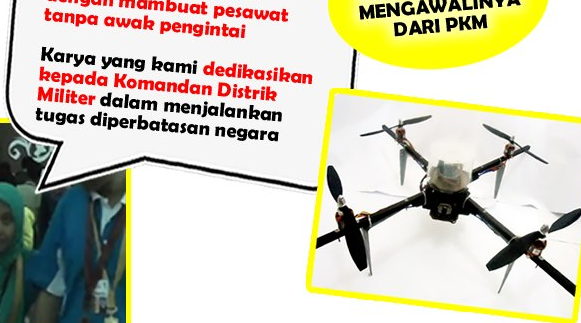 dengan mambuat pesawat
tanpa awak pengintai
Karya yang kami dedikasikan
kepada Komandan Distrik
Militer dalam menjalankan
tugas diperbatasan negara
MENGAWALINYA
DARI PKM